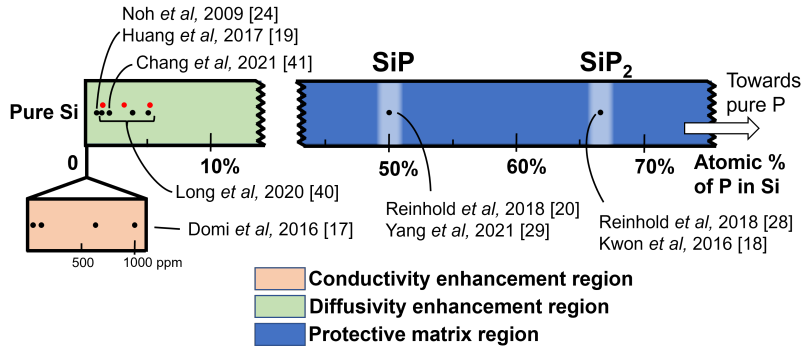 Noh et al, 2009 [24]
Huang et al, 2017 [19]
Chang et al, 2021 [41]
SiP
SiP2
Towards
pure P
Pure Si
0
10%
50%
60%
70%
Atomic %
of P in Si
Long et al, 2020 [40]
Domi et al, 2016 [17]
Reinhold et al, 2018 [20]
Yang et al, 2021 [29]
Reinhold et al, 2018 [28]
Kwon et al, 2016 [18]
500
1000 ppm
Conductivity enhancement region
Diffusivity enhancement region
Protective matrix region